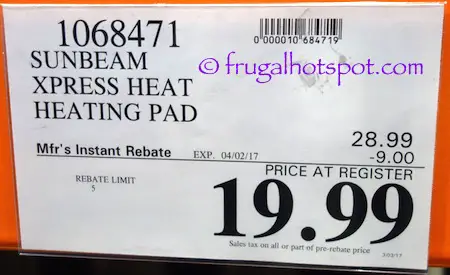 1068471
0000010684719
SUNBEAM
© frugalhotspot.com
XPRESS HEAT
HEATING PAD
28.99
Mfr's Instant Rebate EXP. 04/02/17 -9.00
PRICE AT REGISTER
REBATE LIMIT
5
19.99
Sales tax on all or part of pre-rebate price
3/03/17